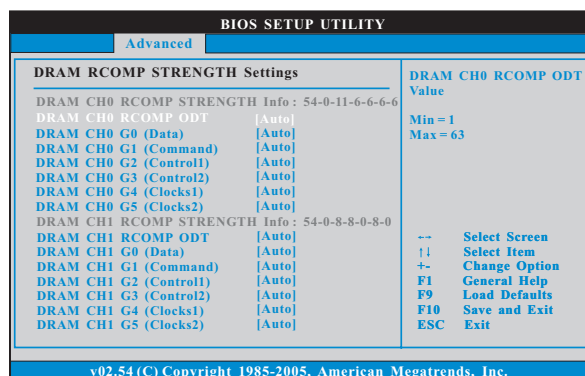 BIOS SETUP UTILITY
Advanced
DRAM RCOMP STRENGTH Settings
DRAM CH0 RCOMP STRENGTH Info : 54-0-11-6-6-6-6
DRAM CH0 RCOMP ODT [Auto]
DRAM CH0 G0 (Data) [Auto]
DRAM CH0 G1 (Command) [Auto]
DRAM CH0 G2 (Control1) [Auto]
DRAM CH0 G3 (Control2) [Auto]
DRAM CH0 G4 (Clocks1) [Auto]
DRAM CH0 G5 (Clocks2) [Auto]
DRAM CH1 RCOMP STRENGTH Info : 54-0-8-8-0-8-0
DRAM CH1 RCOMP ODT [Auto]
DRAM CH1 G0 (Data) [Auto]
DRAM CH1 G1 (Command) [Auto]
DRAM CH1 G2 (Control1) [Auto]
DRAM CH1 G3 (Control2) [Auto]
DRAM CH1 G4 (Clocks1) [Auto]
DRAM CH1 G5 (Clocks2) [Auto]
DRAM CH0 RCOMP ODT
Value
Min = 1
Max = 63
←→ Select Screen
↑↓ Select Item
+- Change Option
F1 General Help
F9 Load Defaults
F10 Save and Exit
ESC Exit
v02.54 (C) Copyright 1985-2005, American Megatrends, Inc.